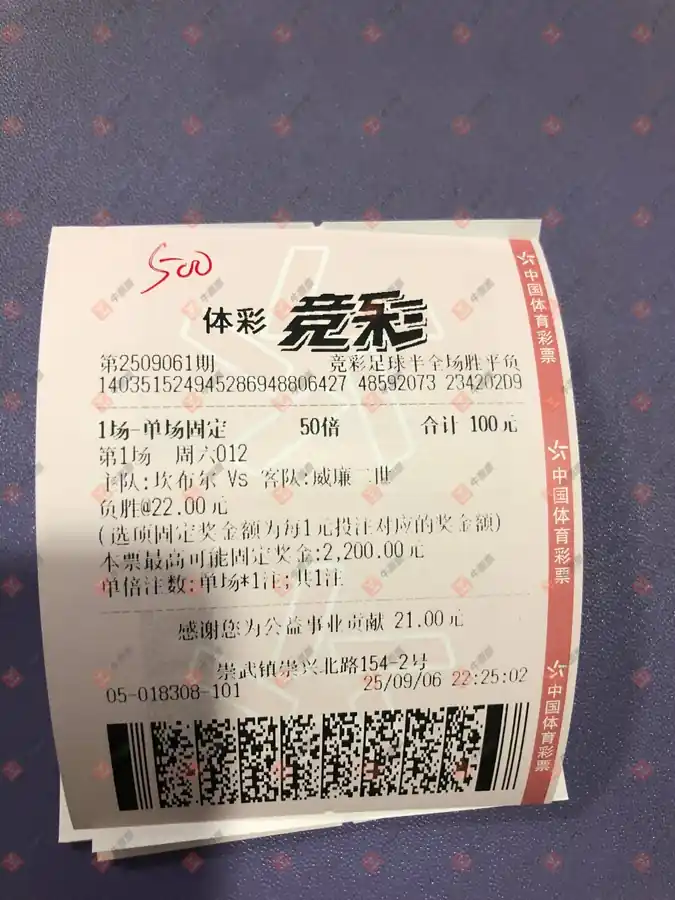 500
体彩 竞彩
第2509061期 竞彩足球半全场胜平负
140351524945286948806427 48592073 234202D9
1场-单场固定 50倍 合计 100元
第1场 周六012
主队:坎布尔 Vs 客队:威廉二世
负胜@22.00元
(选项固定奖金额为每1元投注对应的奖金额)
本票最高可能固定奖金:2,200.00元
单倍注数:单场*1注;共1注
感谢您为公益事业贡献 21.00元
崇武镇崇兴北路154-2号
05-018308-101 25/09/06 22:25:02
中国体育彩票
中国体育彩票
中国体育彩票